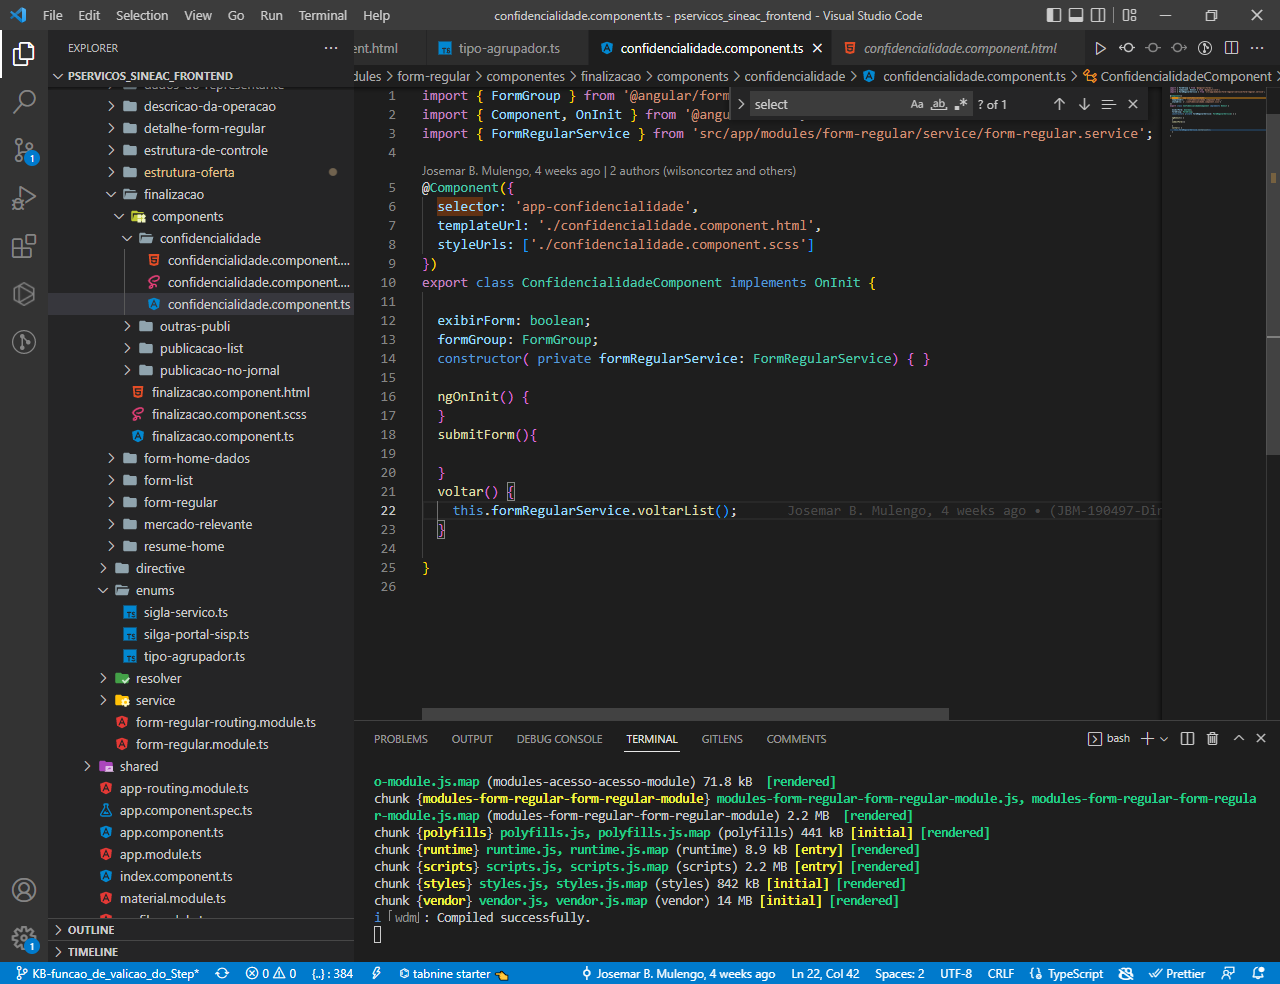 File Edit Selection View Go Run Terminal Help
confidencialidade.component.ts - pservicos_sineac_frontend - Visual Studio Code
EXPLORER
PSERVICOS_SINEAC_FRONTEND
descricao-da-operacao
detalhe-form-regular
estrutura-de-controle
estrutura-oferta
finalizacao
components
confidencialidade
confidencialidade.component....
confidencialidade.component....
confidencialidade.component.ts
outras-publi
publicacao-list
publicacao-no-jornal
finalizacao.component.html
finalizacao.component.scss
finalizacao.component.ts
form-home-dados
form-list
form-regular
mercado-relevante
resume-home
directive
enums
sigla-servico.ts
silga-portal-sisp.ts
tipo-agrupador.ts
resolver
service
form-regular-routing.module.ts
form-regular.module.ts
shared
app-routing.module.ts
app.component.spec.ts
app.component.ts
app.module.ts
index.component.ts
material.module.ts
OUTLINE
TIMELINE
ent.html tipo-agrupador.ts confidencialidade.component.ts confidencialidade.component.html
dules > form-regular > componentes > finalizacao > components > confidencialidade > confidencialidade.component.ts > ConfidencialidadeComponent
select Aa ab ? of 1
1 import { FormGroup } from '@angular/form
2 import { Component, OnInit } from '@angu
3 import { FormRegularService } from 'src/app/modules/form-regular/service/form-regular.service';
4
Josemar B. Mulengo, 4 weeks ago | 2 authors (wilsoncortez and others)
5 @Component({
6 selector: 'app-confidencialidade',
7 templateUrl: './confidencialidade.component.html',
8 styleUrls: ['./confidencialidade.component.scss']
9 })
10 export class ConfidencialidadeComponent implements OnInit {
11
12 exibirForm: boolean;
13 formGroup: FormGroup;
14 constructor( private formRegularService: FormRegularService) { }
15
16 ngOnInit() {
17 }
18 submitForm(){
19
20 }
21 voltar() {
22 this.formRegularService.voltarList(); Josemar B. Mulengo, 4 weeks ago • (JBM-190497-Din
23 }
24
25 }
26
PROBLEMS OUTPUT DEBUG CONSOLE TERMINAL GITLENS COMMENTS bash
o-module.js.map (modules-acesso-acesso-module) 71.8 kB [rendered]
chunk {modules-form-regular-form-regular-module} modules-form-regular-form-regular-module.js, modules-form-regular-form-regula
r-module.js.map (modules-form-regular-form-regular-module) 2.2 MB [rendered]
chunk {polyfills} polyfills.js, polyfills.js.map (polyfills) 441 kB [initial] [rendered]
chunk {runtime} runtime.js, runtime.js.map (runtime) 8.9 kB [entry] [rendered]
chunk {scripts} scripts.js, scripts.js.map (scripts) 2.2 MB [entry] [rendered]
chunk {styles} styles.js, styles.js.map (styles) 842 kB [initial] [rendered]
chunk {vendor} vendor.js, vendor.js.map (vendor) 14 MB [initial] [rendered]
i ｢wdm｣: Compiled successfully.
KB-funcao_de_valicao_do_Step* 0 0 {..} : 384 tabnine starter Josemar B. Mulengo, 4 weeks ago Ln 22, Col 42 Spaces: 2 UTF-8 CRLF TypeScript Prettier